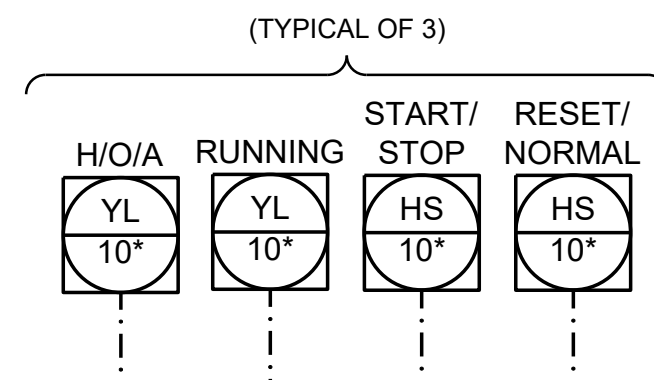 (TYPICAL OF 3)
START/ RESET/
H/O/A RUNNING STOP NORMAL
YL YL HS HS
10* 10* 10* 10*